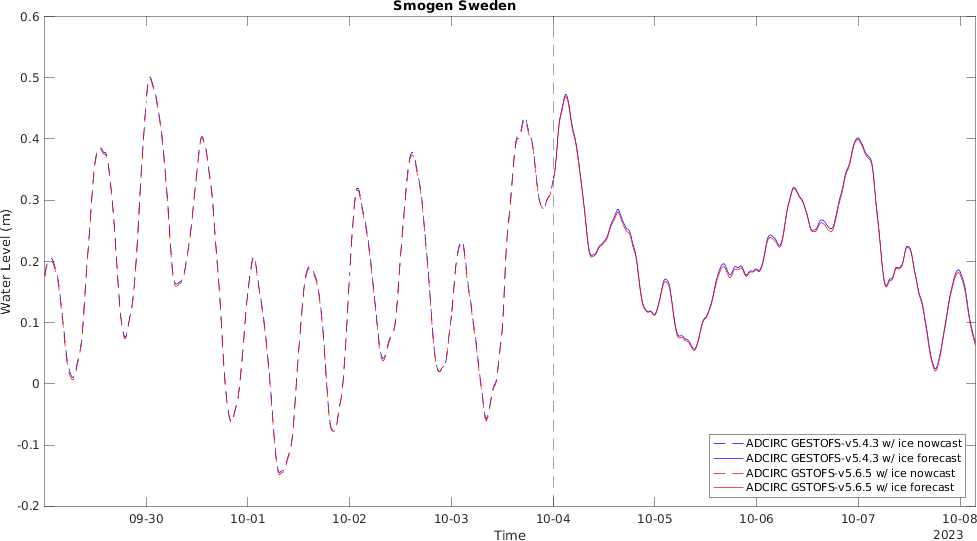 Smogen Sweden
0.6
0.5
0.4
0.3
0.2
0.1
0
-0.1
-0.2
Water Level (m)
09-30
10-01
10-02
10-03
10-04
10-05
10-06
10-07
10-08
2023
Time
ADCIRC GESTOFS-v5.4.3 w/ ice nowcast
ADCIRC GESTOFS-v5.4.3 w/ ice forecast
ADCIRC GSTOFS-v5.6.5 w/ ice nowcast
ADCIRC GSTOFS-v5.6.5 w/ ice forecast